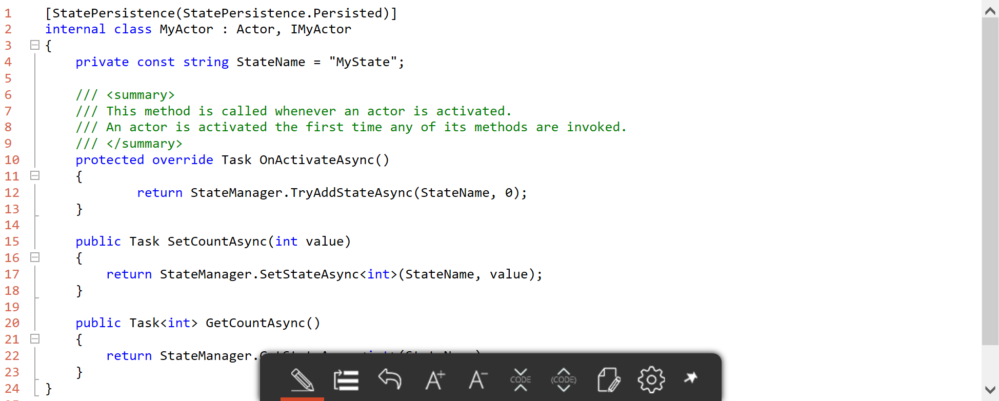 1 [StatePersistence(StatePersistence.Persisted)]
2 internal class MyActor : Actor, IMyActor
3 {
4 private const string StateName = "MyState";
5
6 /// <summary>
7 /// This method is called whenever an actor is activated.
8 /// An actor is activated the first time any of its methods are invoked.
9 /// </summary>
10 protected override Task OnActivateAsync()
11 {
12 return StateManager.TryAddStateAsync(StateName, 0);
13 }
14
15 public Task SetCountAsync(int value)
16 {
17 return StateManager.SetStateAsync<int>(StateName, value);
18 }
19
20 public Task<int> GetCountAsync()
21 {
22 return StateManager.
23 }
24 }
A+ A- CODE (CODE)